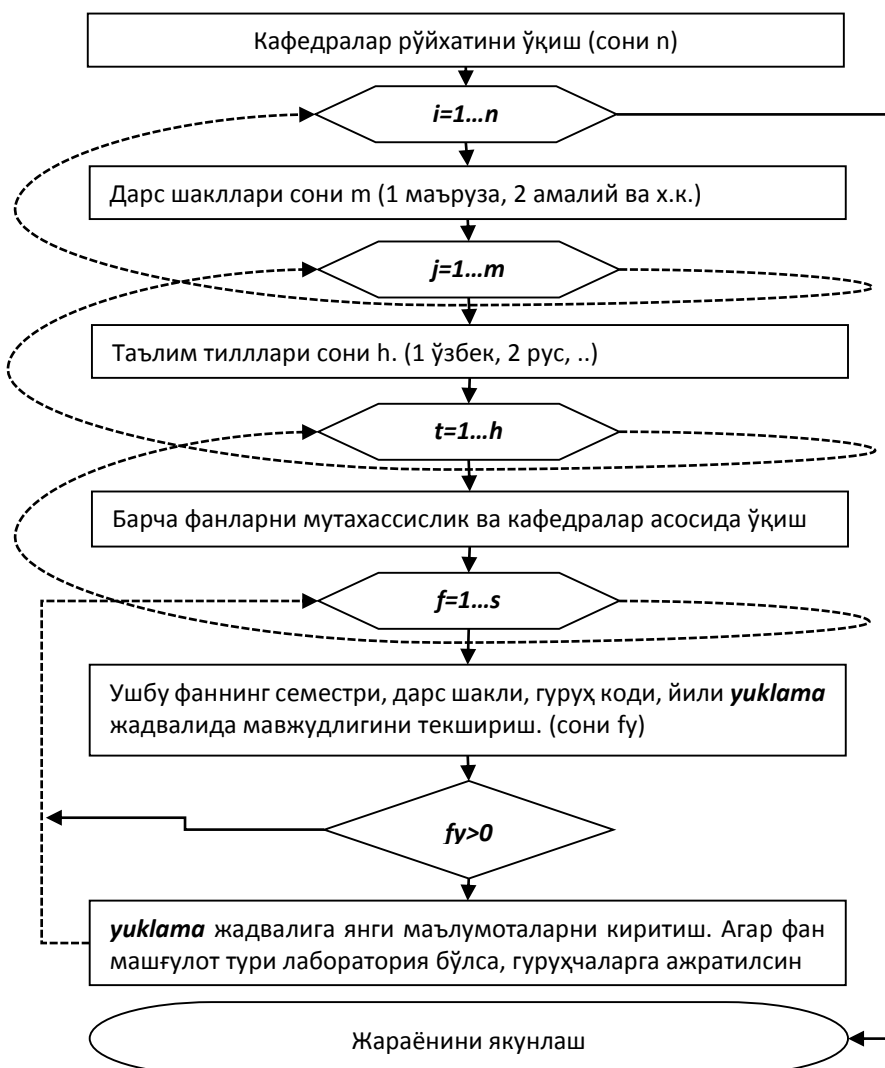 Кафедралар рўйхатини ўқиш (сони n)
i=1...n
Дарс шакллари сони m (1 маъруза, 2 амалий ва х.к.)
j=1...m
Таълим тилллари сони h. (1 ўзбек, 2 рус, ..)
t=1...h
Барча фанларни мутахассислик ва кафедралар асосида ўқиш
f=1...s
Ушбу фаннинг семестри, дарс шакли, гуруҳ коди, йили yuklama
жадвалида мавжудлигини текшириш. (сони fy)
fy>0
yuklama жадвалига янги маълумоталарни киритиш. Агар фан
машғулот тури лаборатория бўлса, гуруҳчаларга ажратилсин
Жараёнини якунлаш